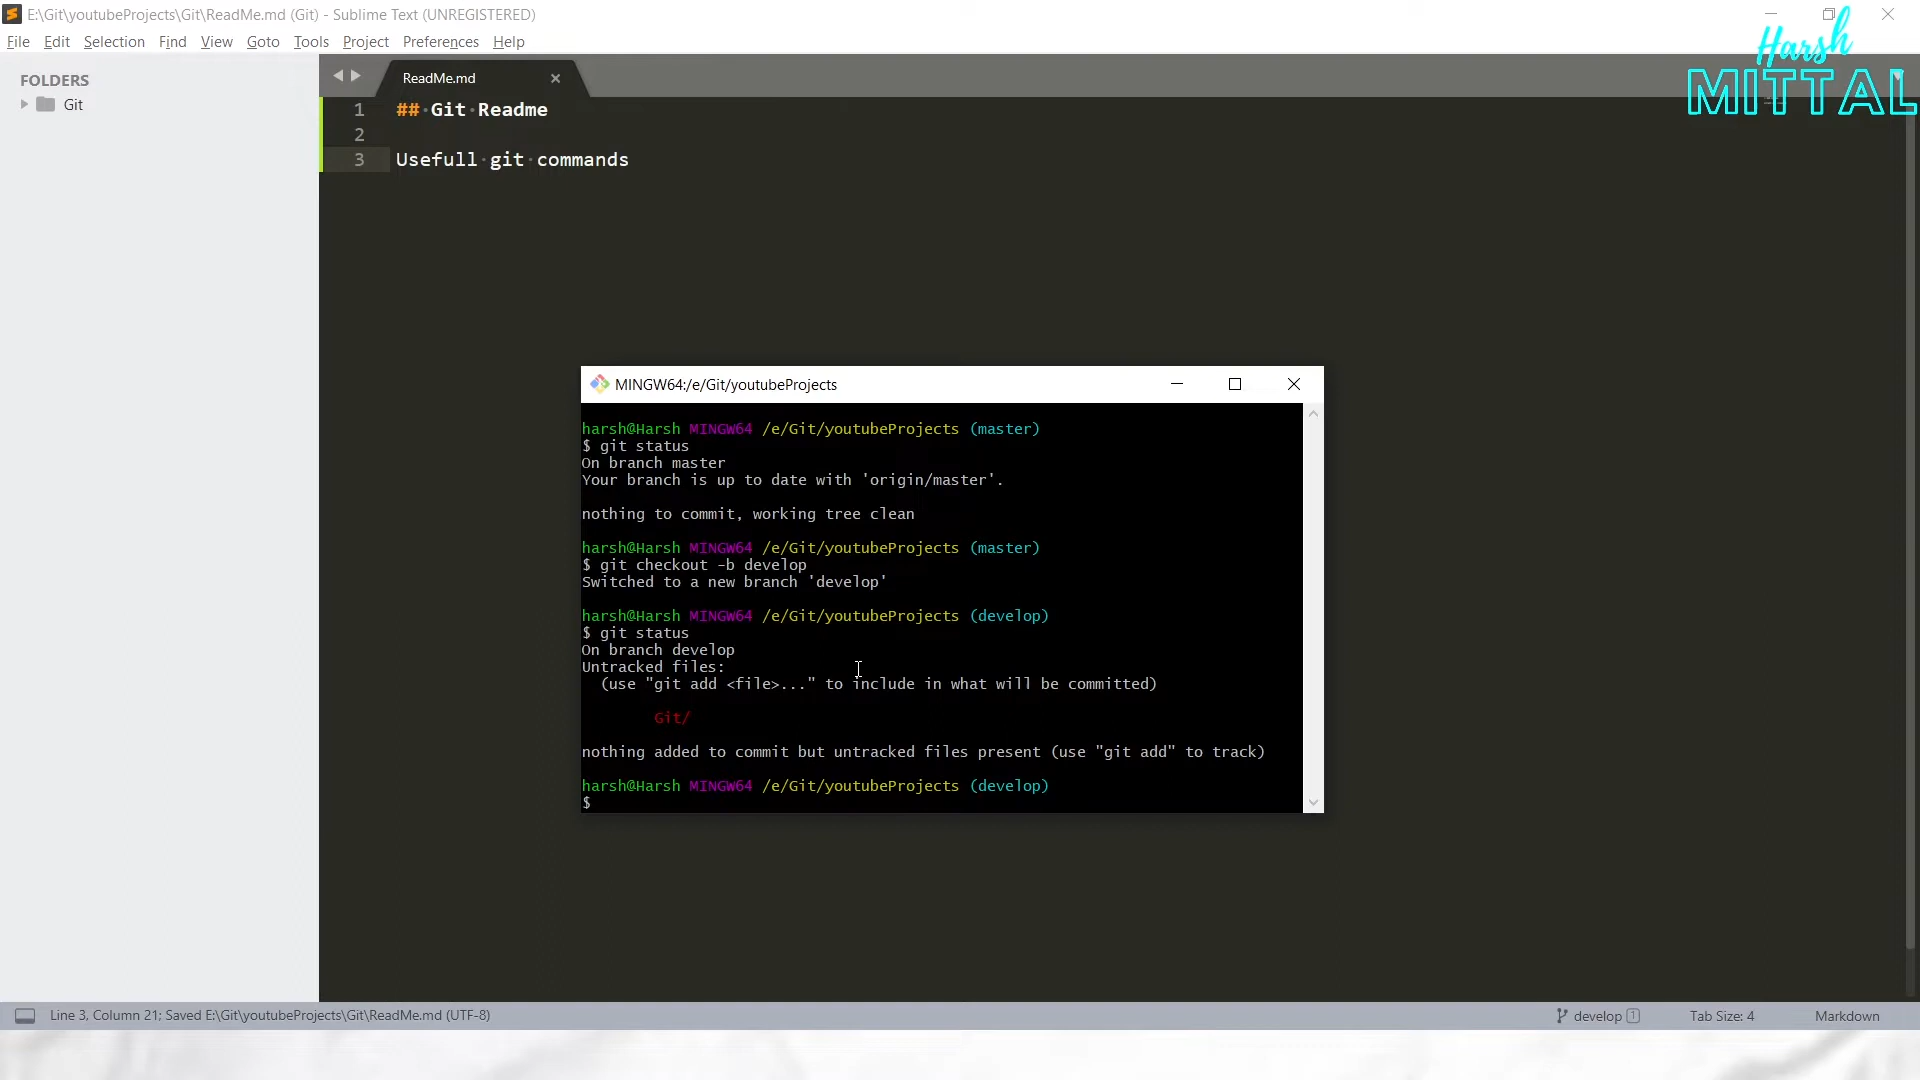 E:\Git\youtubeProjects\Git\ReadMe.md (Git) - Sublime Text (UNREGISTERED)
File Edit Selection Find View Goto Tools Project Preferences Help
Harsh
MITTAL
FOLDERS
Git
ReadMe.md
1 ## Git Readme
2
3 Usefull git commands
MINGW64:/e/Git/youtubeProjects
harsh@Harsh MINGW64 /e/Git/youtubeProjects (master)
$ git status
On branch master
Your branch is up to date with 'origin/master'.
nothing to commit, working tree clean
harsh@Harsh MINGW64 /e/Git/youtubeProjects (master)
$ git checkout -b develop
Switched to a new branch 'develop'
harsh@Harsh MINGW64 /e/Git/youtubeProjects (develop)
$ git status
On branch develop
Untracked files:
(use "git add <file>..." to include in what will be committed)
Git/
nothing added to commit but untracked files present (use "git add" to track)
harsh@Harsh MINGW64 /e/Git/youtubeProjects (develop)
$
Line 3, Column 21; Saved E:\Git\youtubeProjects\Git\ReadMe.md (UTF-8)
develop 1
Tab Size: 4
Markdown